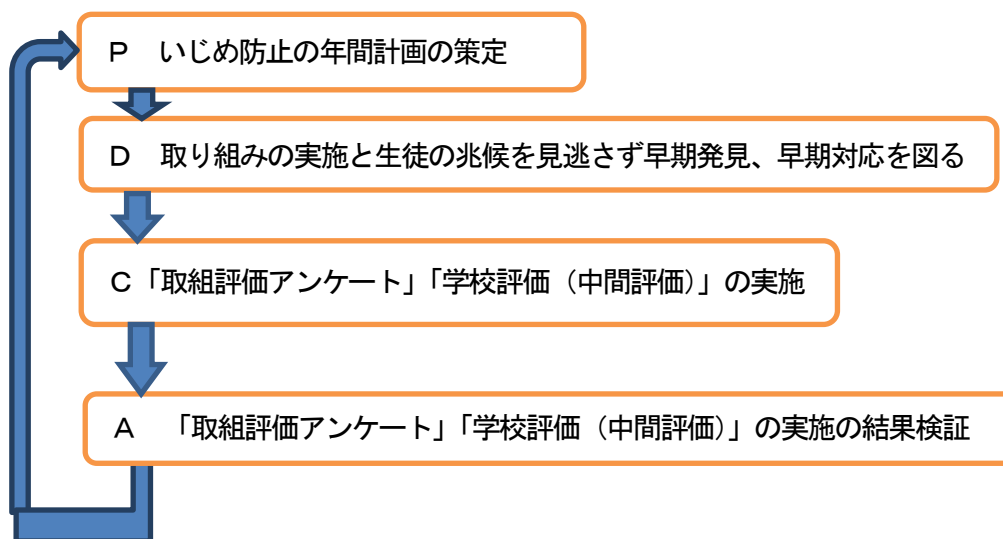 P　いじめ防止の年間計画の策定
D　取り組みの実施と生徒の兆候を見逃さず早期発見、早期対応を図る
C「取組評価アンケート」「学校評価（中間評価）」の実施
A　「取組評価アンケート」「学校評価（中間評価）」の実施の結果検証